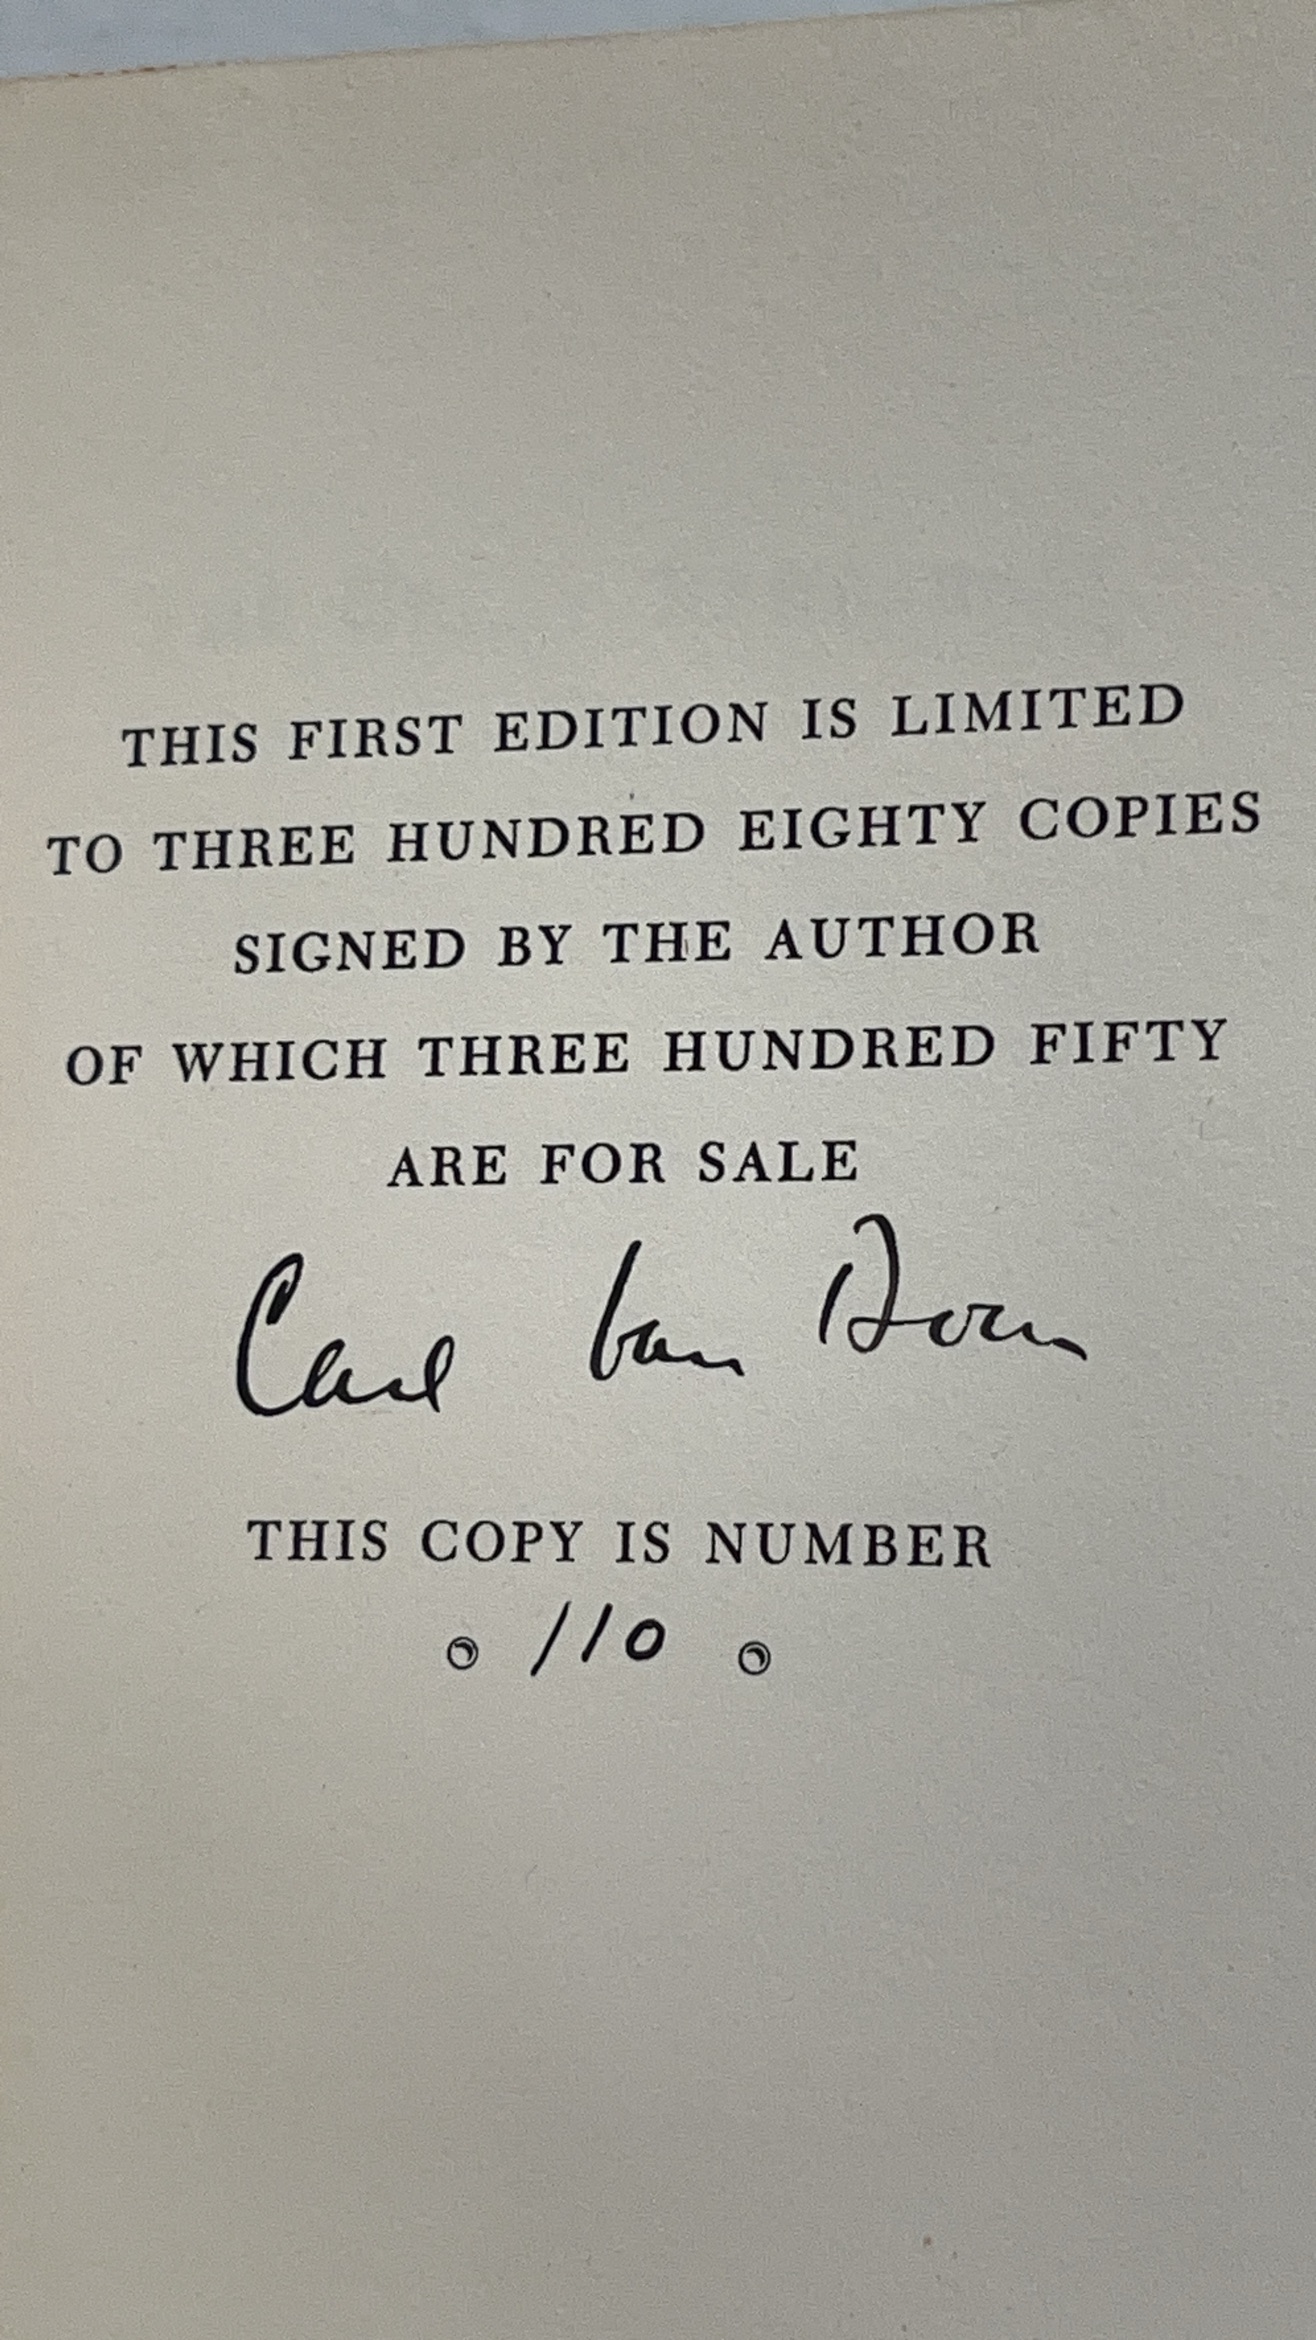 THIS FIRST EDITION IS LIMITED
TO THREE HUNDRED EIGHTY COPIES
SIGNED BY THE AUTHOR
OF WHICH THREE HUNDRED FIFTY
ARE FOR SALE
Carl Van Doren
THIS COPY IS NUMBER
110